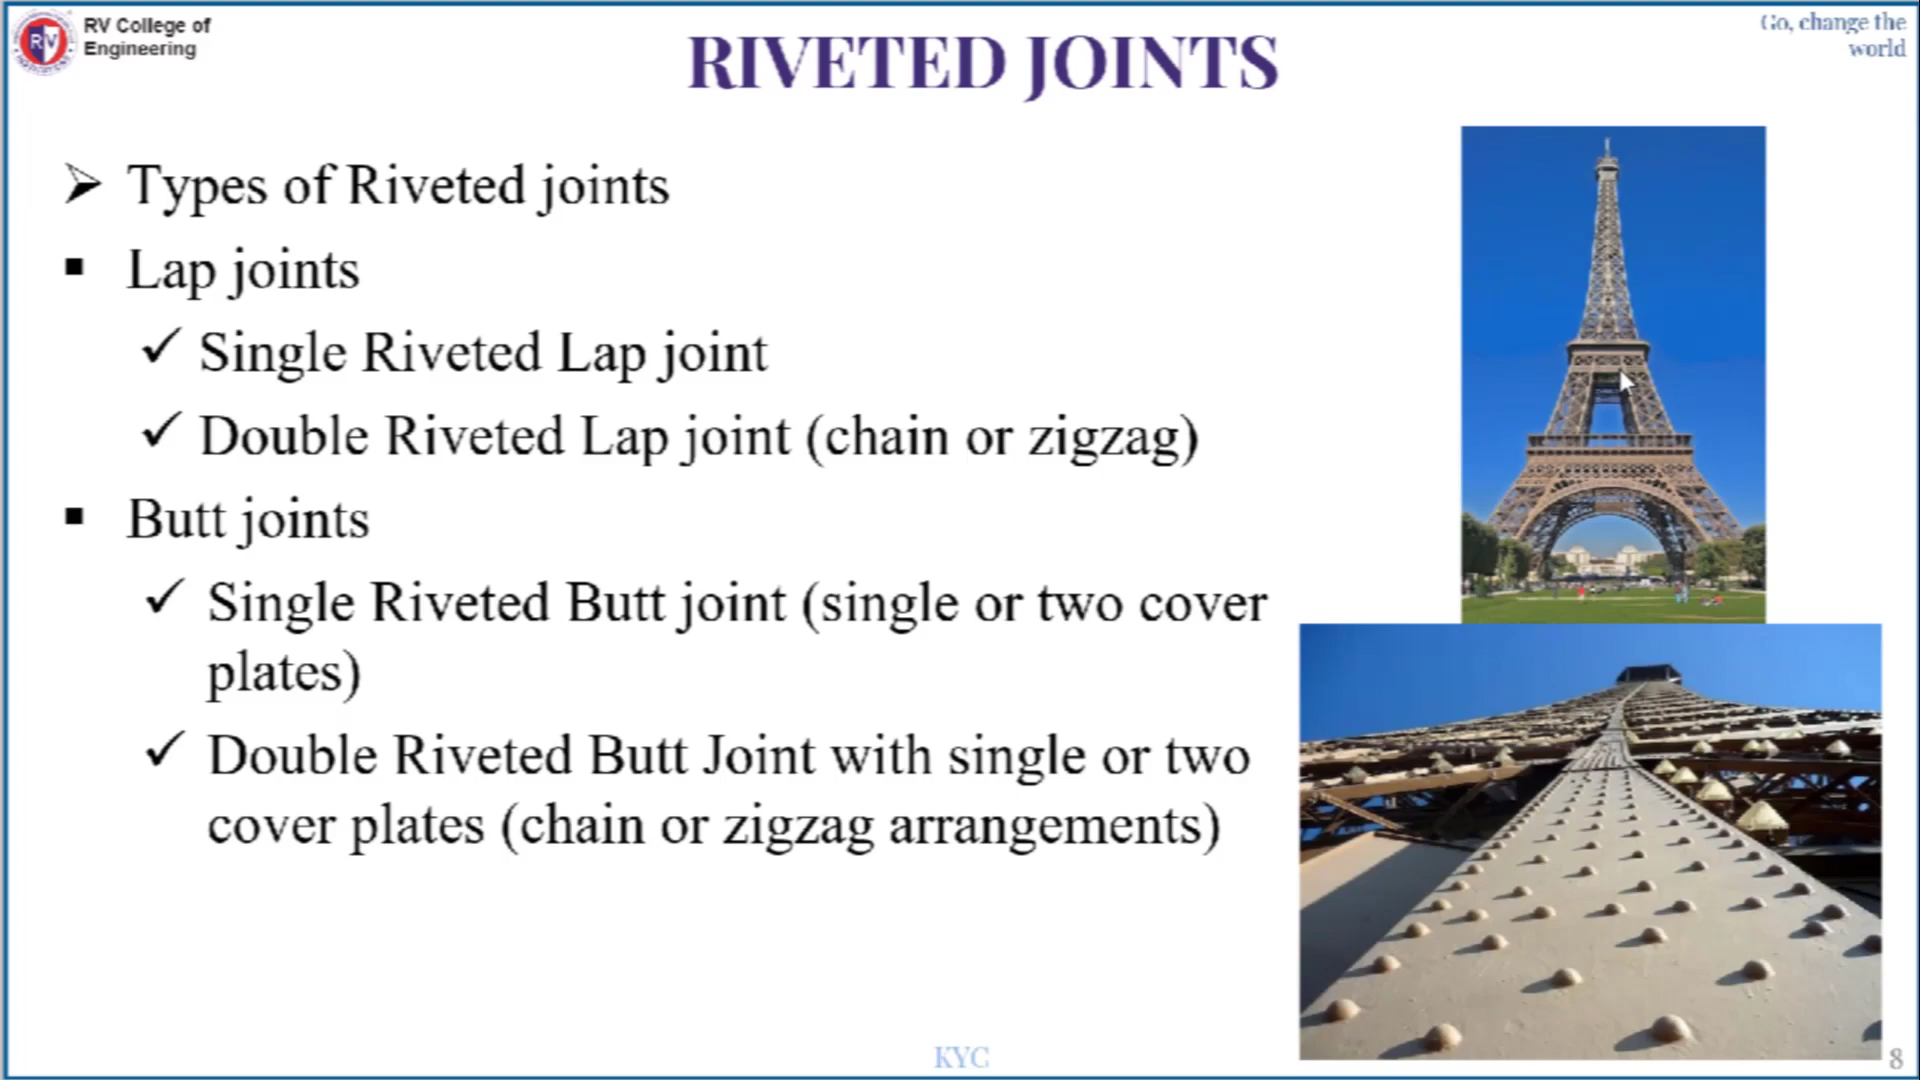 RV College of
Engineering
Go, change the
world
RIVETED JOINTS
Types of Riveted joints
Lap joints
Single Riveted Lap joint
Double Riveted Lap joint (chain or zigzag)
Butt joints
Single Riveted Butt joint (single or two cover
plates)
Double Riveted Butt Joint with single or two
cover plates (chain or zigzag arrangements)
KYC
8